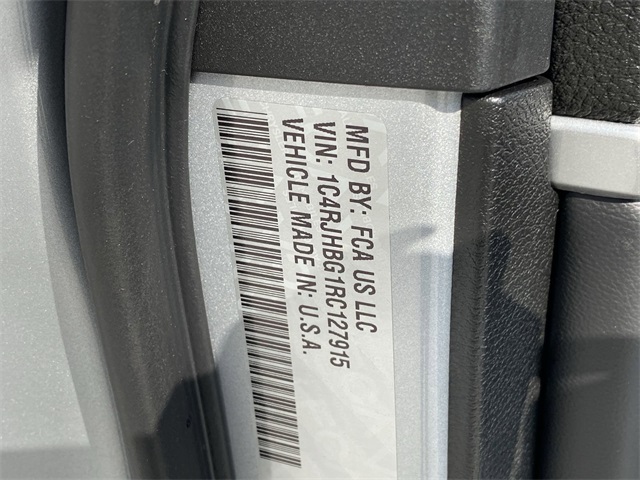 MFD BY: FCA US LLC
VIN: 1C4RJHBG1RC127915
VEHICLE MADE IN: U.S.A.